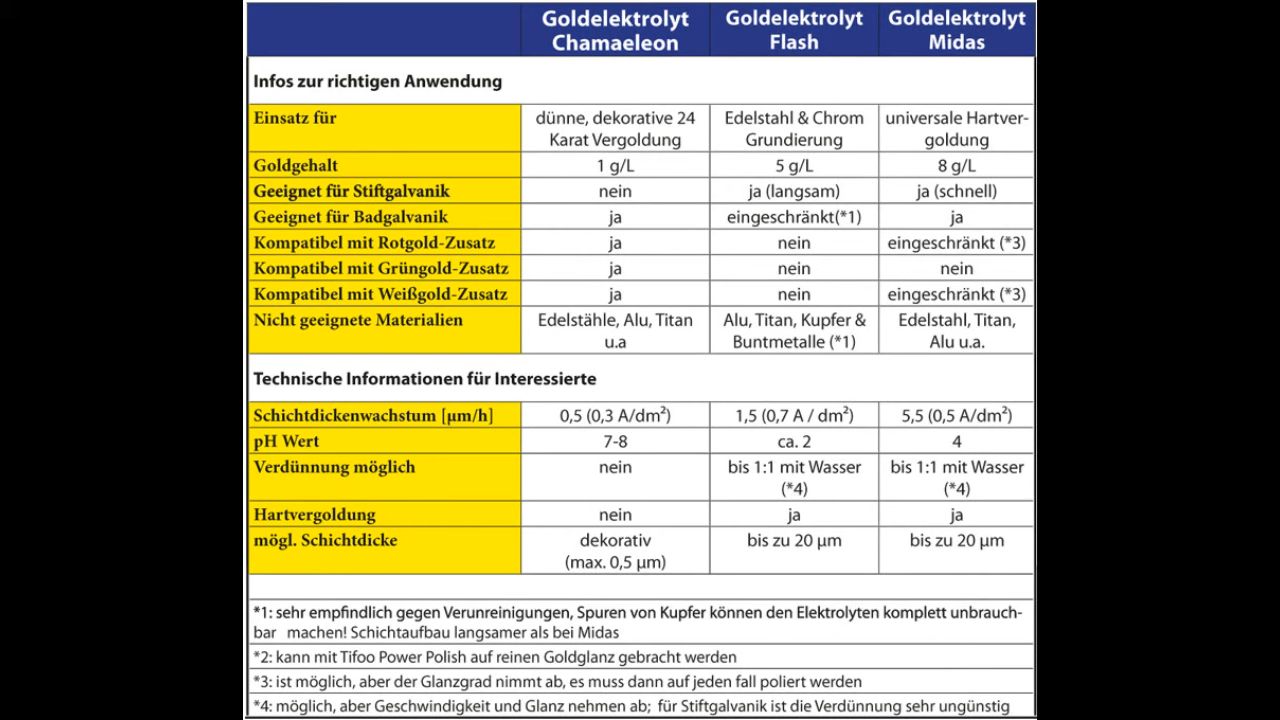 Goldelektrolyt Chamaeleon Goldelektrolyt Flash Goldelektrolyt Midas
Infos zur richtigen Anwendung
Einsatz für dünne, dekorative 24 Karat Vergoldung Edelstahl & Chrom Grundierung universale Hartver-goldung
Goldgehalt 1 g/L 5 g/L 8 g/L
Geeignet für Stiftgalvanik nein ja (langsam) ja (schnell)
Geeignet für Badgalvanik ja eingeschränkt(*1) ja
Kompatibel mit Rotgold-Zusatz ja nein eingeschränkt (*3)
Kompatibel mit Grüngold-Zusatz ja nein nein
Kompatibel mit Weißgold-Zusatz ja nein eingeschränkt (*3)
Nicht geeignete Materialien Edelstähle, Alu, Titan u.a Alu, Titan, Kupfer & Buntmetalle (*1) Edelstahl, Titan, Alu u.a.
Technische Informationen für Interessierte
Schichtdickenwachstum [µm/h] 0,5 (0,3 A/dm²) 1,5 (0,7 A / dm²) 5,5 (0,5 A/dm²)
pH Wert 7-8 ca. 2 4
Verdünnung möglich nein bis 1:1 mit Wasser (*4) bis 1:1 mit Wasser (*4)
Hartvergoldung nein ja ja
mögl. Schichtdicke dekorativ (max. 0,5 µm) bis zu 20 µm bis zu 20 µm
*1: sehr empfindlich gegen Verunreinigungen, Spuren von Kupfer können den Elektrolyten komplett unbrauch-
bar machen! Schichtaufbau langsamer als bei Midas
*2: kann mit Tifoo Power Polish auf reinen Goldglanz gebracht werden
*3: ist möglich, aber der Glanzgrad nimmt ab, es muss dann auf jeden fall poliert werden
*4: möglich, aber Geschwindigkeit und Glanz nehmen ab; für Stiftgalvanik ist die Verdünnung sehr ungünstig